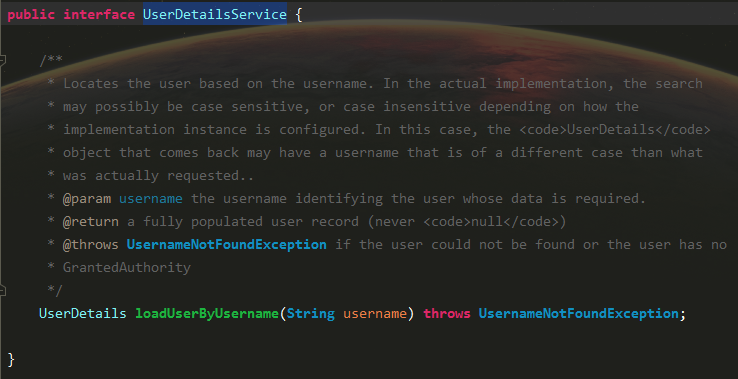 public interface UserDetailsService {
/**
* Locates the user based on the username. In the actual implementation, the search
* may possibly be case sensitive, or case insensitive depending on how the
* implementation instance is configured. In this case, the <code>UserDetails</code>
* object that comes back may have a username that is of a different case than what
* was actually requested..
* @param username the username identifying the user whose data is required.
* @return a fully populated user record (never <code>null</code>)
* @throws UsernameNotFoundException if the user could not be found or the user has no
* GrantedAuthority
*/
UserDetails loadUserByUsername(String username) throws UsernameNotFoundException;
}